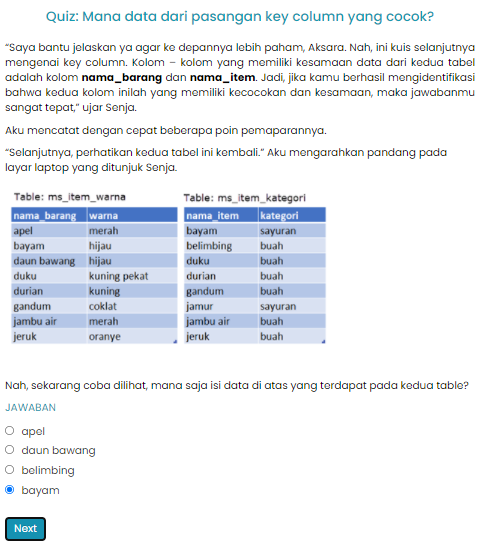 Quiz: Mana data dari pasangan key column yang cocok?
“Saya bantu jelaskan ya agar ke depannya lebih paham, Aksara. Nah, ini kuis selanjutnya
mengenai key column. Kolom – kolom yang memiliki kesamaan data dari kedua tabel
adalah kolom nama_barang dan nama_item. Jadi, jika kamu berhasil mengidentifikasi
bahwa kedua kolom inilah yang memiliki kecocokan dan kesamaan, maka jawabanmu
sangat tepat,” ujar Senja.
Aku mencatat dengan cepat beberapa poin pemaparannya.
“Selanjutnya, perhatikan kedua tabel ini kembali.” Aku mengarahkan pandang pada
layar laptop yang ditunjuk Senja.
Table: ms_item_warna
nama_barang warna
apel merah
bayam hijau
daun bawang hijau
duku kuning pekat
durian kuning
gandum coklat
jambu air merah
jeruk oranye
Table: ms_item_kategori
nama_item kategori
bayam sayuran
belimbing buah
duku buah
durian buah
gandum buah
jamur sayuran
jambu air buah
jeruk buah
Nah, sekarang coba dilihat, mana saja isi data di atas yang terdapat pada kedua table?
JAWABAN
apel
daun bawang
belimbing
bayam
Next